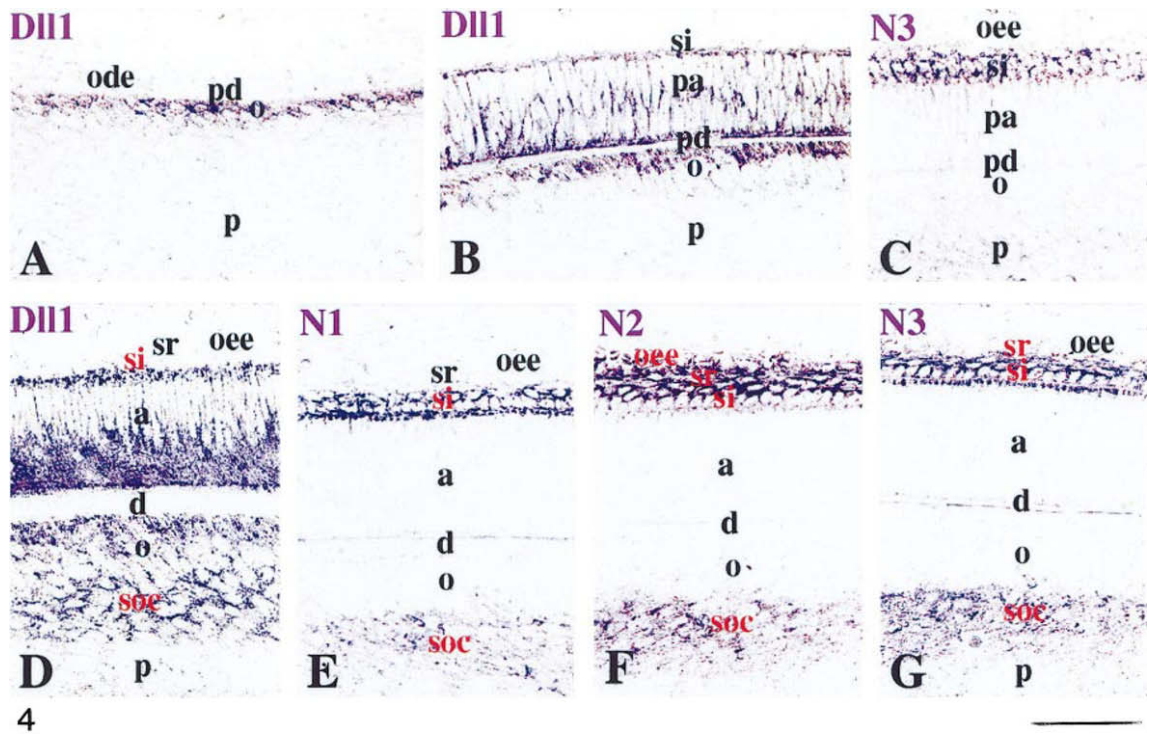 Dll1
ode
pd
o
p
A
Dll1
si
pa
pd
o
p
B
N3
oee
si
pa
pd
o
p
C
Dll1
si sr oee
a
d
o
soc
p
D
N1
sr oee
si
a
d
o
soc
E
N2
oee
sr
si
a
d
o
soc
F
N3
sr oee
si
a
d
o
soc
p
G
4